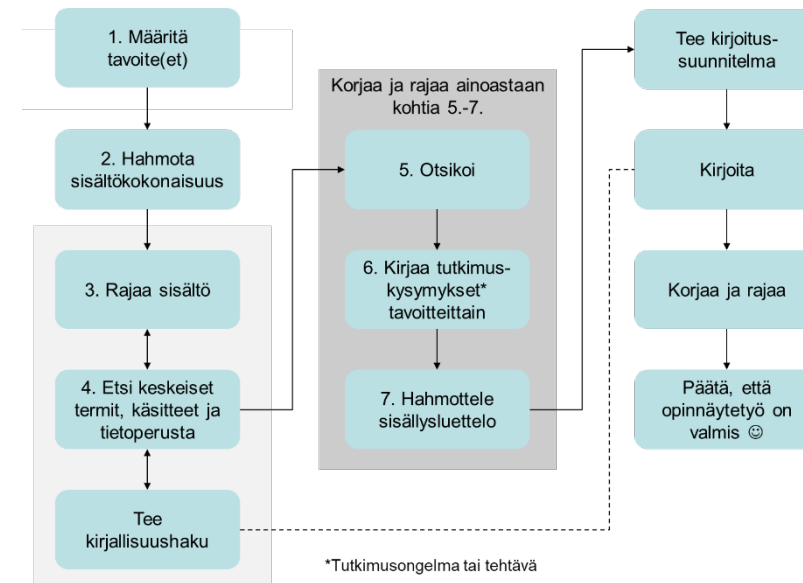 1. Määritä
tavoite(et)
2. Hahmota
sisältökokonaisuus
3. Rajaa sisältö
4. Etsi keskeiset
termit, käsitteet ja
tietoperusta
Tee
kirjallisuushaku
Korjaa ja rajaa ainoastaan
kohtia 5.-7.
5. Otsikoi
6. Kirjaa tutkimus-
kysymykset*
tavoitteittain
7. Hahmottele
sisällysluettelo
*Tutkimusongelma tai tehtävä
Tee kirjoitus-
suunnitelma
Kirjoita
Korjaa ja rajaa
Päätä, että
opinnäytetyö on
valmis ☺